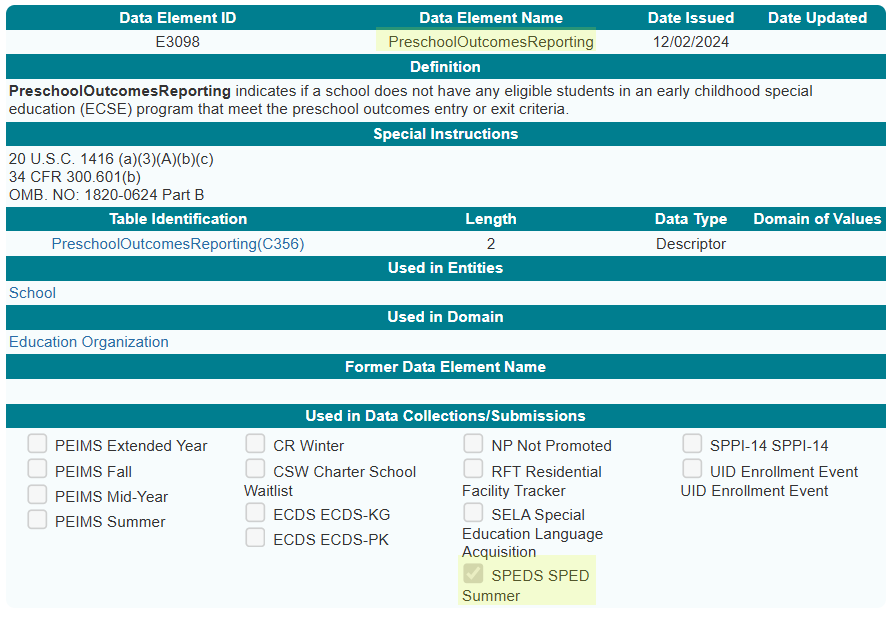 Data Element ID Data Element Name Date Issued Date Updated
E3098 PreschoolOutcomesReporting 12/02/2024
Definition
PreschoolOutcomesReporting indicates if a school does not have any eligible students in an early childhood special
education (ECSE) program that meet the preschool outcomes entry or exit criteria.
Special Instructions
20 U.S.C. 1416 (a)(3)(A)(b)(c)
34 CFR 300.601(b)
OMB. NO: 1820-0624 Part B
Table Identification Length Data Type Domain of Values
PreschoolOutcomesReporting(C356) 2 Descriptor
Used in Entities
School
Used in Domain
Education Organization
Former Data Element Name
Used in Data Collections/Submissions
PEIMS Extended Year
PEIMS Fall
PEIMS Mid-Year
PEIMS Summer
CR Winter
CSW Charter School
Waitlist
ECDS ECDS-KG
ECDS ECDS-PK
NP Not Promoted
RFT Residential
Facility Tracker
SELA Special
Education Language
Acquisition
SPEDS SPED
Summer
SPPI-14 SPPI-14
UID Enrollment Event
UID Enrollment Event